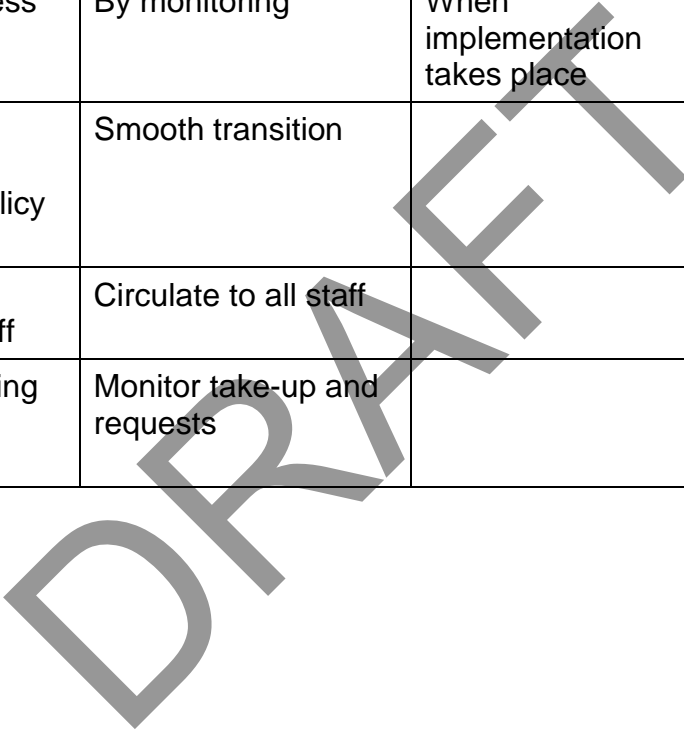 ess By monitoring When
implementation
takes place
Smooth transition
licy
Circulate to all staff
ff
ing Monitor take-up and
requests
DRAFT